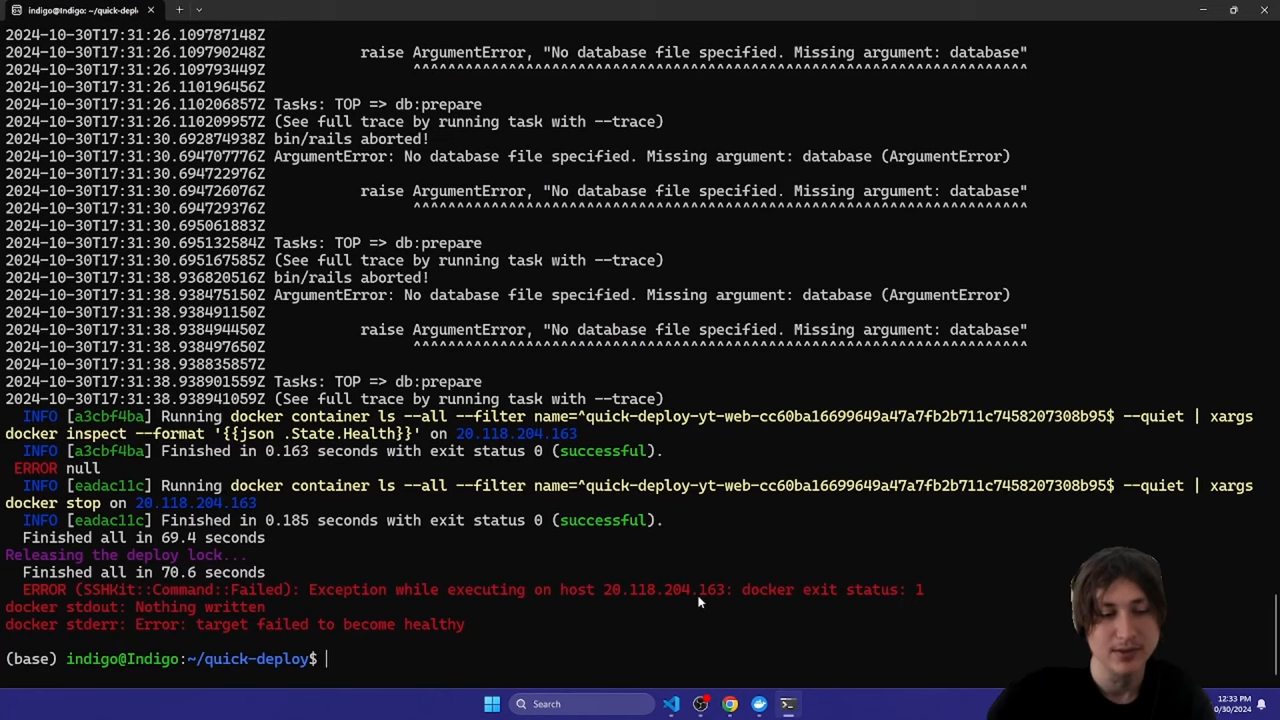 indigo@Indigo: ~/quick-depl
2024-10-30T17:31:26.109787148Z
2024-10-30T17:31:26.109790248Z raise ArgumentError, "No database file specified. Missing argument: database"
2024-10-30T17:31:26.109793449Z ^^^^^^^^^^^^^^^^^^^^^^^^^^^^^^^^^^^^^^^^^^^^^^^^^^^^^^^^^^^^^^^^^^^^^^^
2024-10-30T17:31:26.110196456Z
2024-10-30T17:31:26.110206857Z Tasks: TOP => db:prepare
2024-10-30T17:31:26.110209957Z (See full trace by running task with --trace)
2024-10-30T17:31:30.692874938Z bin/rails aborted!
2024-10-30T17:31:30.694707776Z ArgumentError: No database file specified. Missing argument: database (ArgumentError)
2024-10-30T17:31:30.694722976Z
2024-10-30T17:31:30.694726076Z raise ArgumentError, "No database file specified. Missing argument: database"
2024-10-30T17:31:30.694729376Z ^^^^^^^^^^^^^^^^^^^^^^^^^^^^^^^^^^^^^^^^^^^^^^^^^^^^^^^^^^^^^^^^^^^^^^^
2024-10-30T17:31:30.695061883Z
2024-10-30T17:31:30.695132584Z Tasks: TOP => db:prepare
2024-10-30T17:31:30.695167585Z (See full trace by running task with --trace)
2024-10-30T17:31:38.936820516Z bin/rails aborted!
2024-10-30T17:31:38.938475150Z ArgumentError: No database file specified. Missing argument: database (ArgumentError)
2024-10-30T17:31:38.938491150Z
2024-10-30T17:31:38.938494450Z raise ArgumentError, "No database file specified. Missing argument: database"
2024-10-30T17:31:38.938497650Z ^^^^^^^^^^^^^^^^^^^^^^^^^^^^^^^^^^^^^^^^^^^^^^^^^^^^^^^^^^^^^^^^^^^^^^^
2024-10-30T17:31:38.938835857Z
2024-10-30T17:31:38.938901559Z Tasks: TOP => db:prepare
2024-10-30T17:31:38.938941059Z (See full trace by running task with --trace)
INFO [a3cbf4ba] Running docker container ls --all --filter name=^quick-deploy-yt-web-cc60ba16699649a47a7fb2b711c7458207308b95$ --quiet | xargs
docker inspect --format '{{json .State.Health}}' on 20.118.204.163
INFO [a3cbf4ba] Finished in 0.163 seconds with exit status 0 (successful).
ERROR null
INFO [eadac11c] Running docker container ls --all --filter name=^quick-deploy-yt-web-cc60ba16699649a47a7fb2b711c7458207308b95$ --quiet | xargs
docker stop on 20.118.204.163
INFO [eadac11c] Finished in 0.185 seconds with exit status 0 (successful).
Finished all in 69.4 seconds
Releasing the deploy lock...
Finished all in 70.6 seconds
ERROR (SSHKit::Command::Failed): Exception while executing on host 20.118.204.163: docker exit status: 1
docker stdout: Nothing written
docker stderr: Error: target failed to become healthy
(base) indigo@Indigo:~/quick-deploy$
Search
12:33 PM
0/30/2024